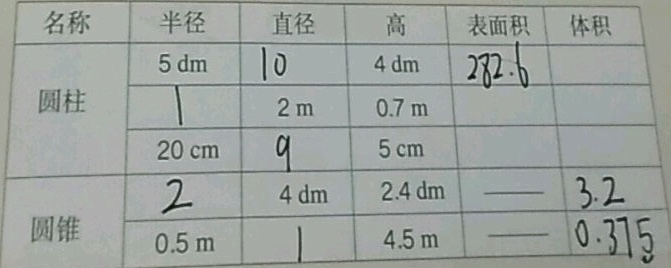 名称 半径 直径 高 表面积 体积
圆柱 5 dm 10 4 dm 282.6
1 2 m 0.7 m
20 cm 9 5 cm
圆锥 2 4 dm 2.4 dm — 3.2
0.5 m 1 4.5 m — 0.375